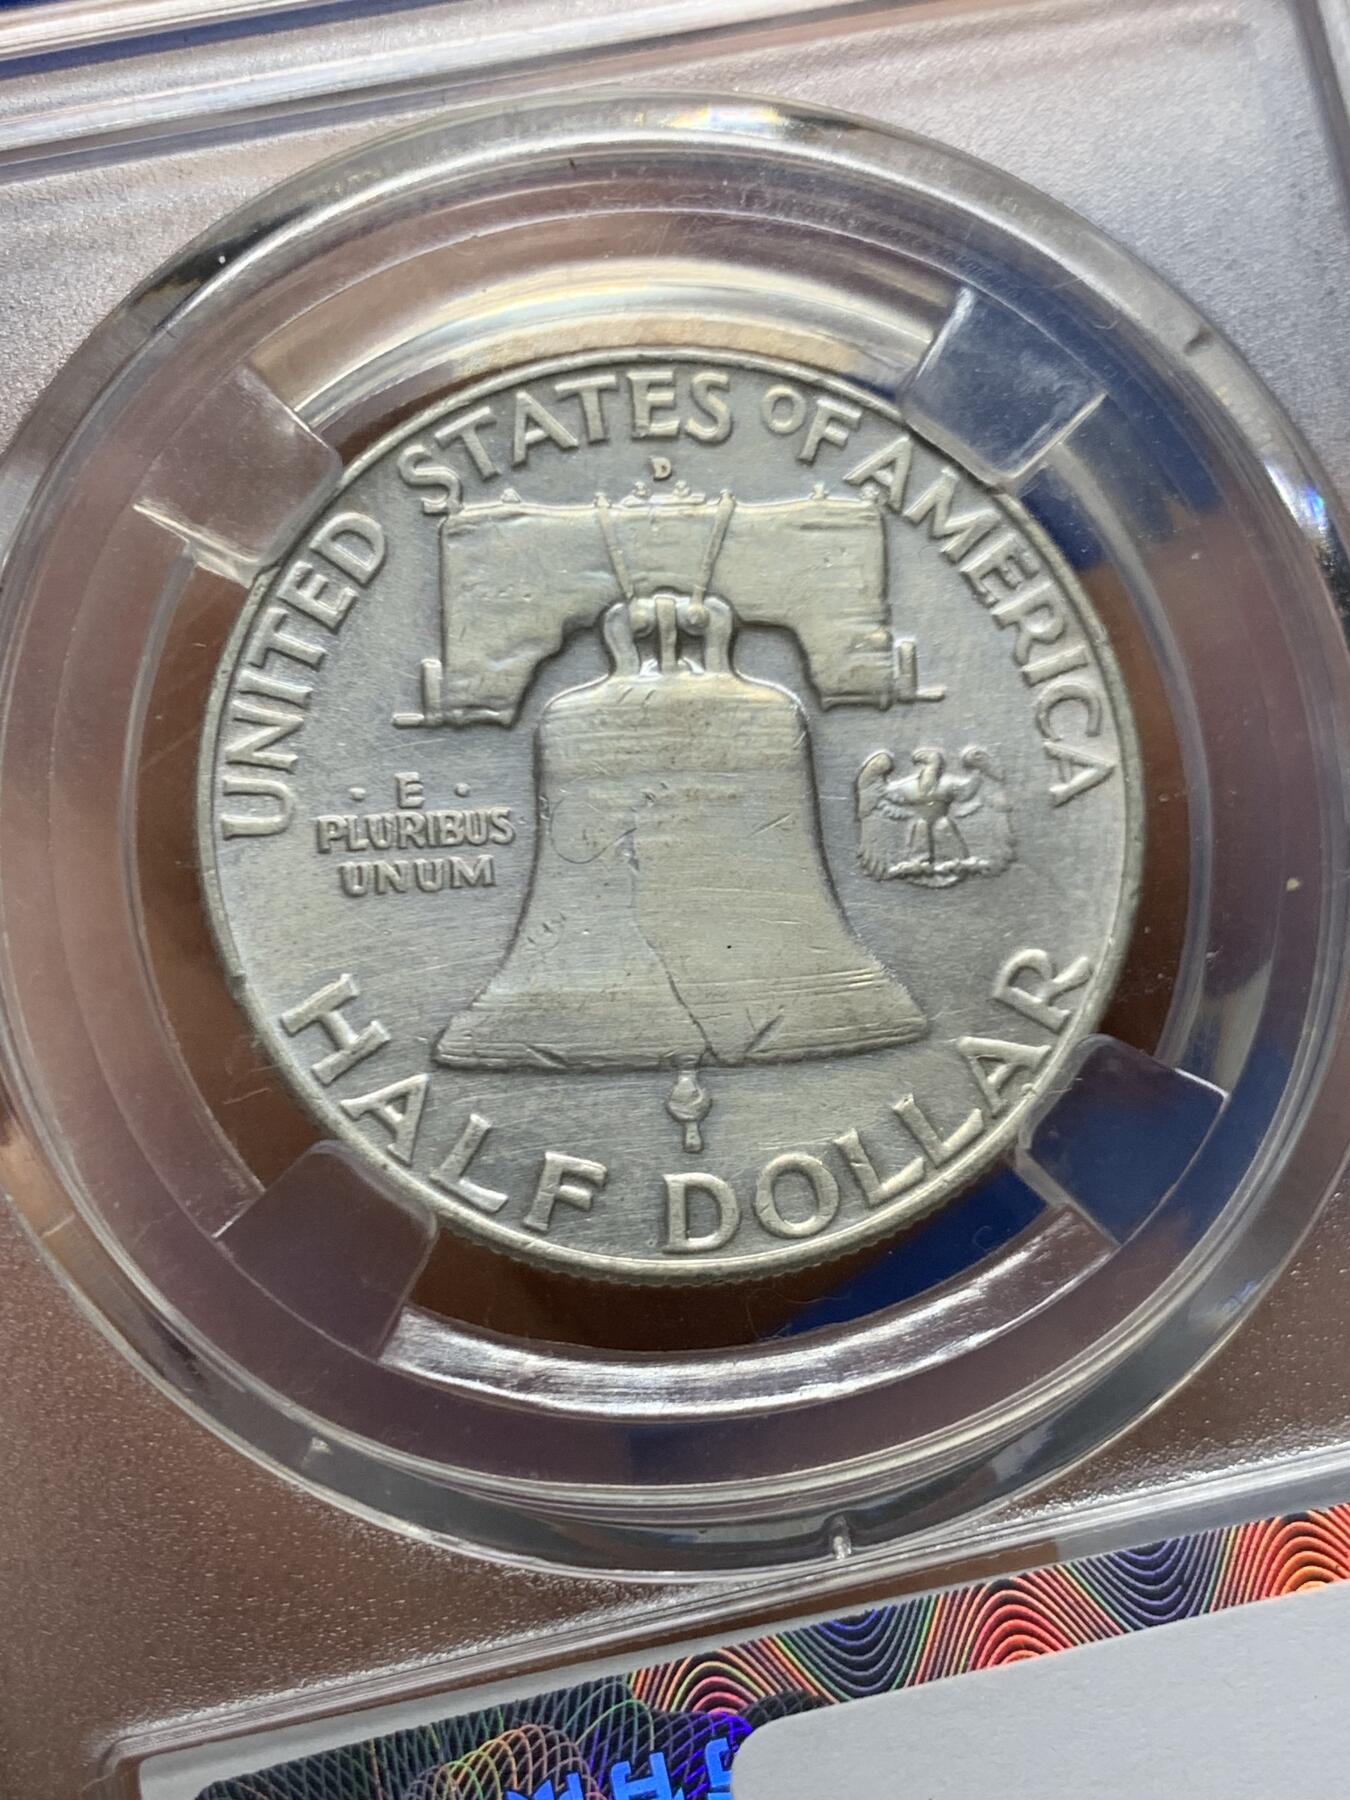 UNITED STATES OF AMERICA
D
· E ·
PLURIBUS
UNUM
HALF DOLLAR